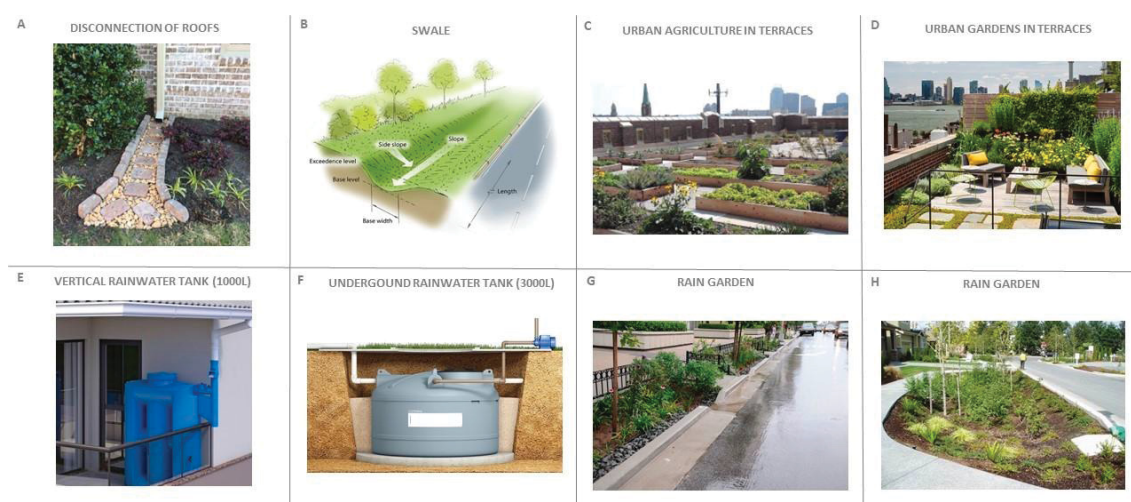 A
DISCONNECTION OF ROOFS
B
SWALE
C
URBAN AGRICULTURE IN TERRACES
D
URBAN GARDENS IN TERRACES
Side slope
Slope
Exceedence level
Base level
Length
Base width
E
VERTICAL RAINWATER TANK (1000L)
F
UNDERGOUND RAINWATER TANK (3000L)
G
RAIN GARDEN
H
RAIN GARDEN